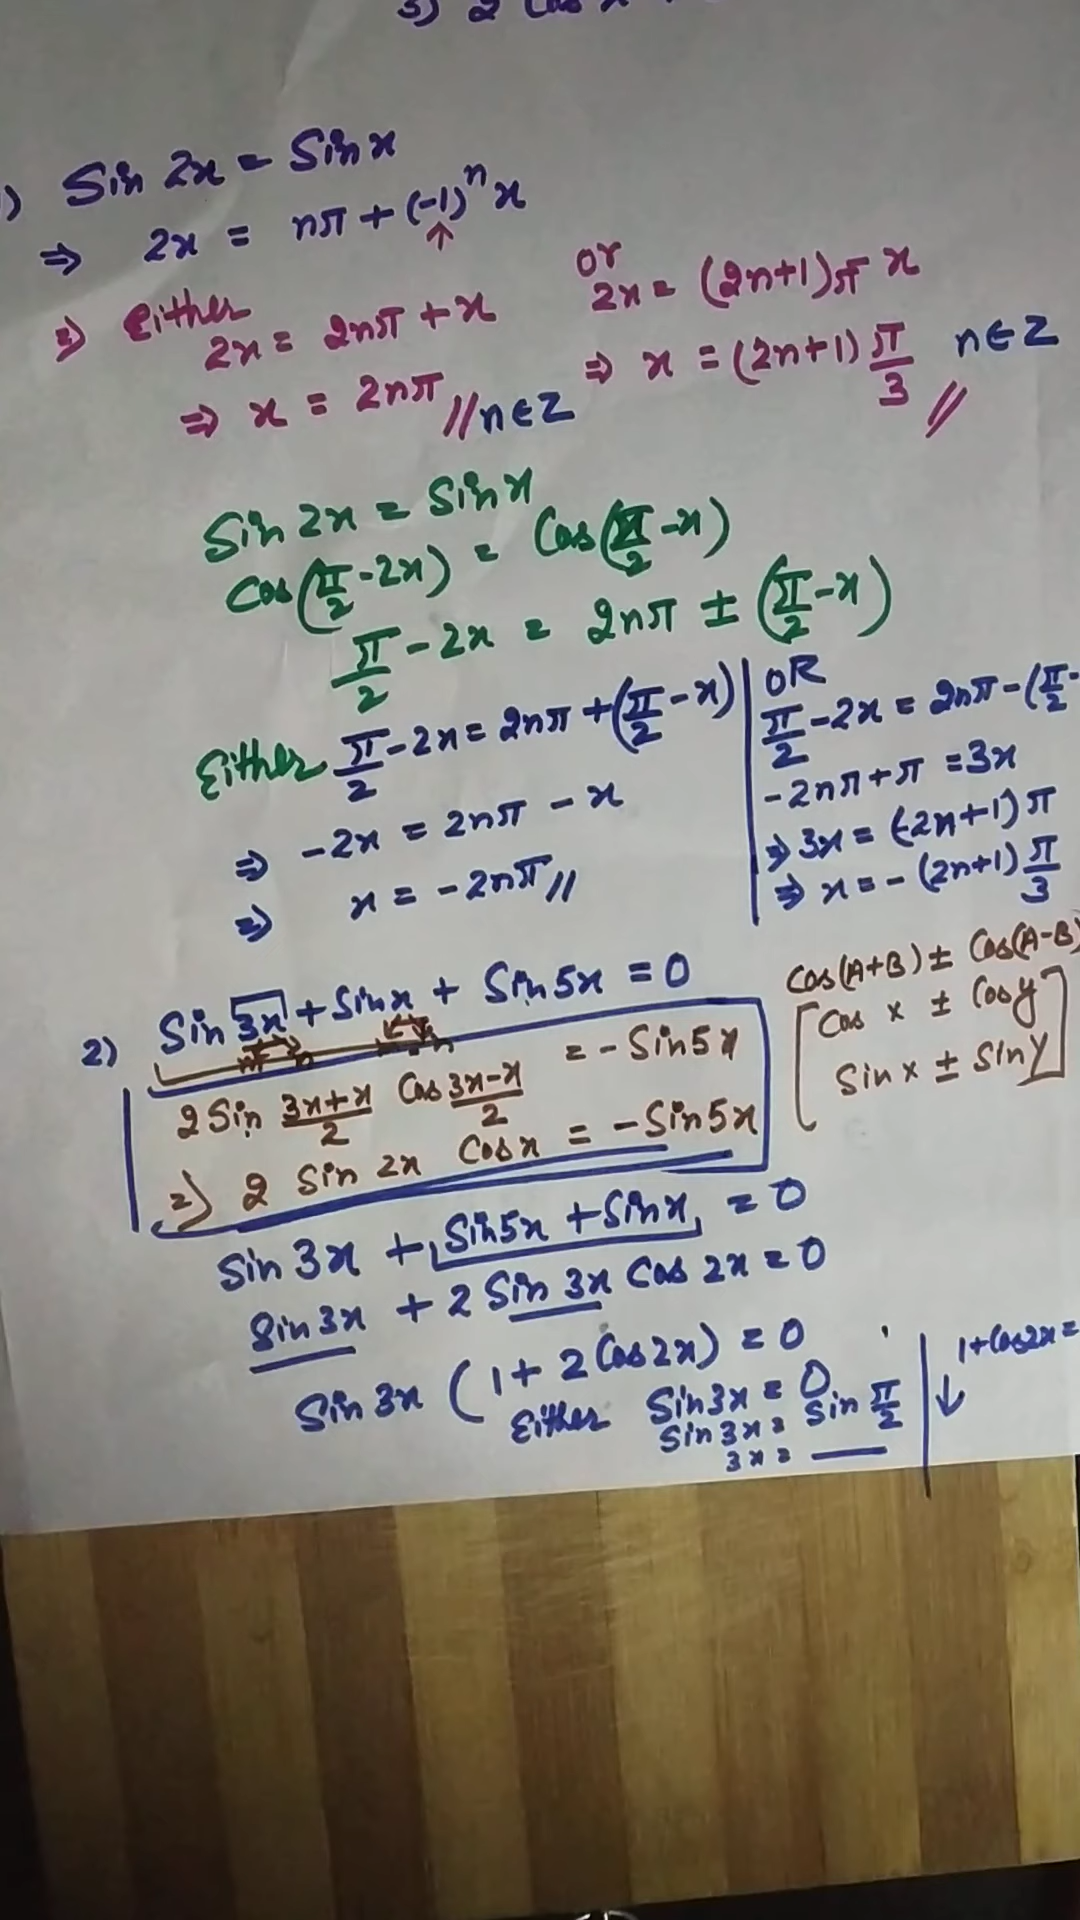 Sin 2x = Sin x
⇒ 2x = nπ + (-1)ⁿ x
⇒ Either 2x = 2nπ + x
or 2x = (2n+1)π x
⇒ x = 2nπ // n∈Z
⇒ x = (2n+1) π/3 // n∈Z
Sin 2x = Sin x
Cos (π/2 - 2x) = Cos (π/2 - x)
π/2 - 2x = 2nπ ± (π/2 - x)
Either π/2 - 2x = 2nπ + (π/2 - x)
⇒ -2x = 2nπ - x
⇒ x = -2nπ //
OR
π/2 - 2x = 2nπ - (π/2 -
-2nπ + π = 3x
⇒ 3x = (-2n+1) π
⇒ x = - (2n+1) π/3
2) Sin 3x + Sin x + Sin 5x = 0
2 Sin (3x+x)/2 Cos (3x-x)/2 = - Sin 5x
⇒ 2 Sin 2x Cos x = - Sin 5x
Cos (A+B) ± Cos (A-B)
[Cos x ± Cos y
Sin x ± Sin y]
Sin 3x + Sin 5x + Sin x = 0
Sin 3x + 2 Sin 3x Cos 2x = 0
Sin 3x (1 + 2 Cos 2x) = 0
Either Sin 3x = 0
Sin 3x = Sin π/2
3x =
1 + Cos 2x =
↓